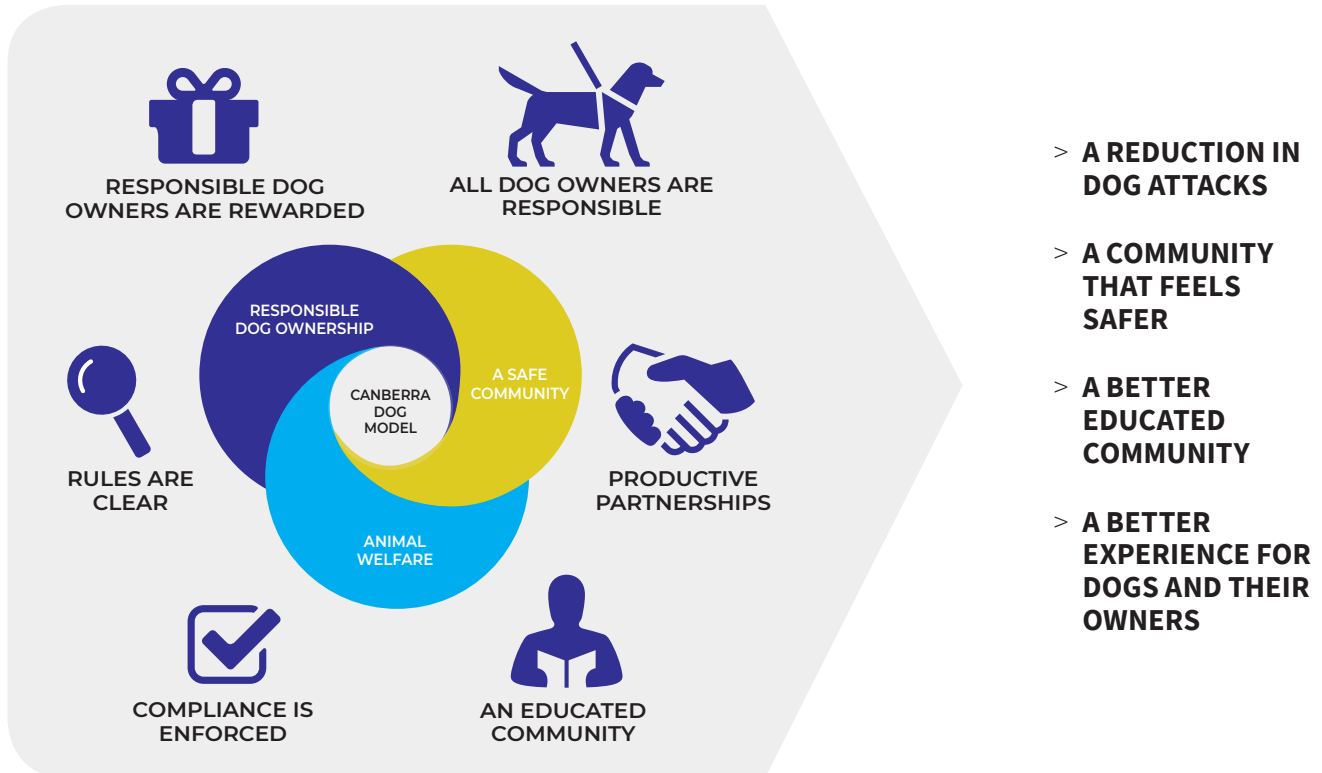 RESPONSIBLE DOG
OWNERS ARE REWARDED
ALL DOG OWNERS ARE
RESPONSIBLE
RESPONSIBLE
DOG OWNERSHIP
A SAFE
COMMUNITY
CANBERRA
DOG
MODEL
ANIMAL
WELFARE
RULES ARE
CLEAR
PRODUCTIVE
PARTNERSHIPS
COMPLIANCE IS
ENFORCED
AN EDUCATED
COMMUNITY
> A REDUCTION IN
DOG ATTACKS
> A COMMUNITY
THAT FEELS
SAFER
> A BETTER
EDUCATED
COMMUNITY
> A BETTER
EXPERIENCE FOR
DOGS AND THEIR
OWNERS